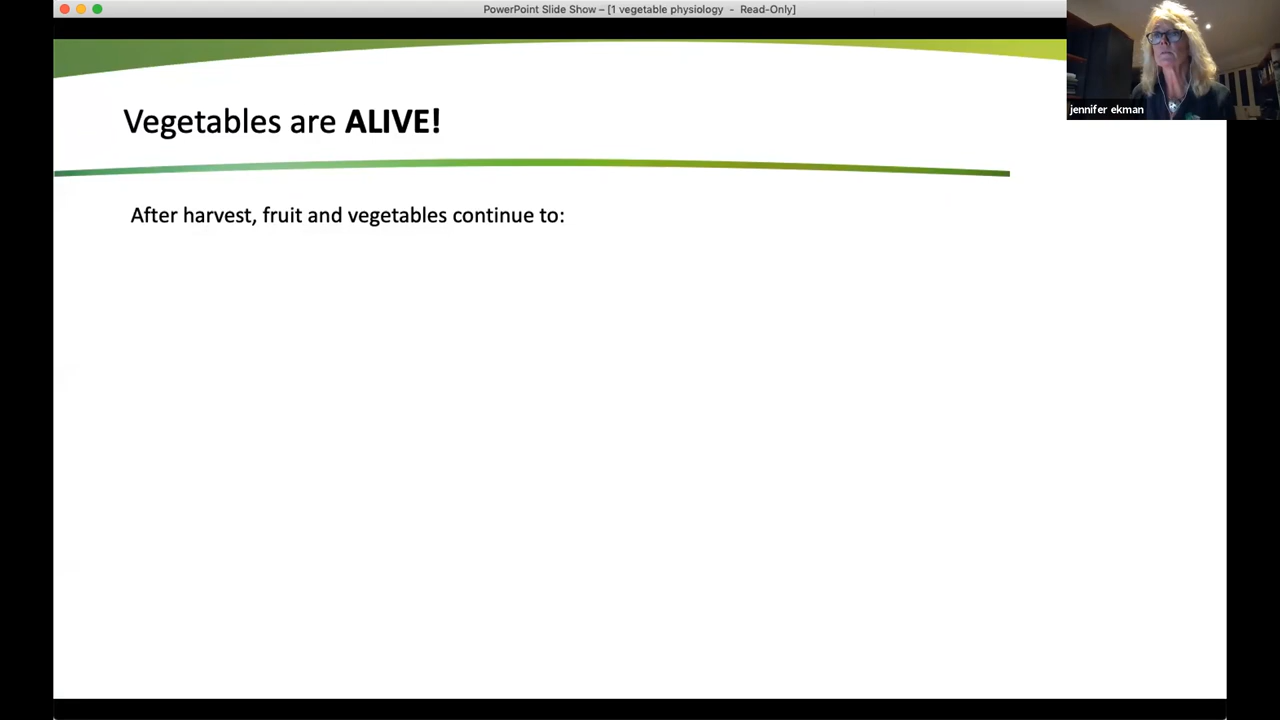 PowerPoint Slide Show – [1 vegetable physiology - Read-Only]
jennifer ekman
Vegetables are ALIVE!
After harvest, fruit and vegetables continue to: